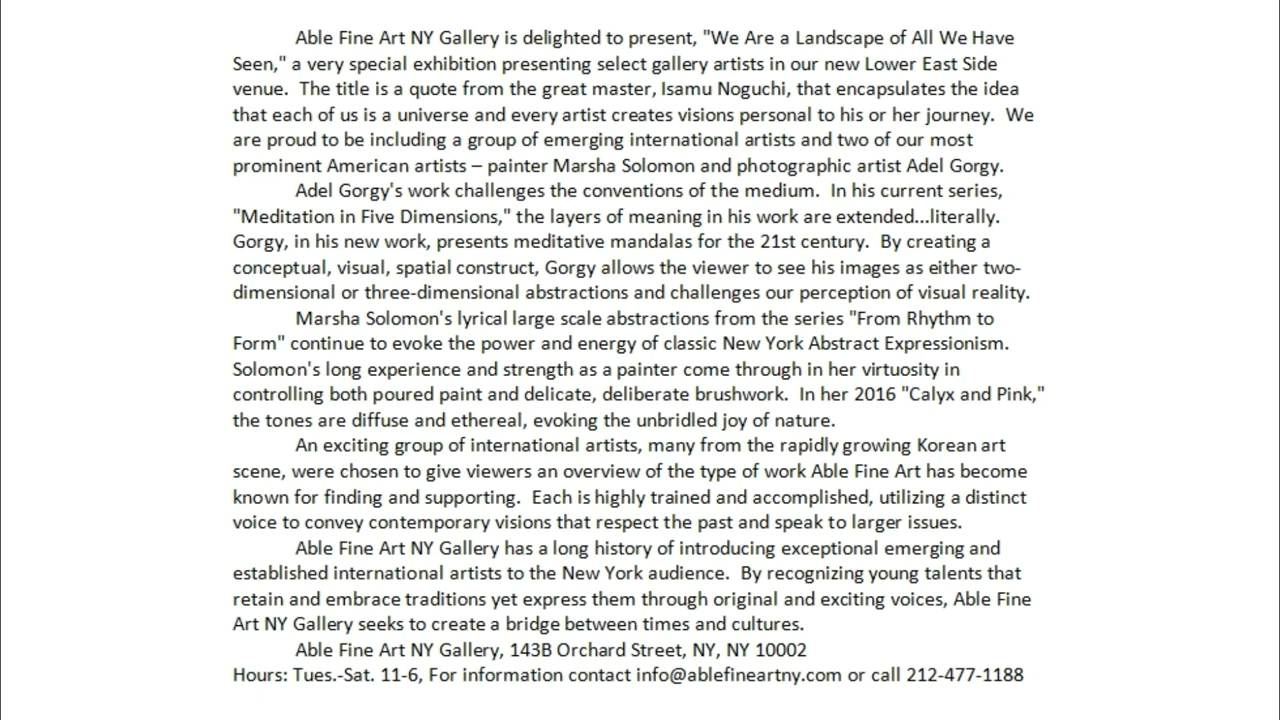 Able Fine Art NY Gallery is delighted to present, "We Are a Landscape of All We Have
Seen," a very special exhibition presenting select gallery artists in our new Lower East Side
venue.  The title is a quote from the great master, Isamu Noguchi, that encapsulates the idea
that each of us is a universe and every artist creates visions personal to his or her journey.  We
are proud to be including a group of emerging international artists and two of our most
prominent American artists – painter Marsha Solomon and photographic artist Adel Gorgy.
Adel Gorgy's work challenges the conventions of the medium.  In his current series,
"Meditation in Five Dimensions," the layers of meaning in his work are extended...literally.
Gorgy, in his new work, presents meditative mandalas for the 21st century.  By creating a
conceptual, visual, spatial construct, Gorgy allows the viewer to see his images as either two-
dimensional or three-dimensional abstractions and challenges our perception of visual reality.
Marsha Solomon's lyrical large scale abstractions from the series "From Rhythm to
Form" continue to evoke the power and energy of classic New York Abstract Expressionism.
Solomon's long experience and strength as a painter come through in her virtuosity in
controlling both poured paint and delicate, deliberate brushwork.  In her 2016 "Calyx and Pink,"
the tones are diffuse and ethereal, evoking the unbridled joy of nature.
An exciting group of international artists, many from the rapidly growing Korean art
scene, were chosen to give viewers an overview of the type of work Able Fine Art has become
known for finding and supporting.  Each is highly trained and accomplished, utilizing a distinct
voice to convey contemporary visions that respect the past and speak to larger issues.
Able Fine Art NY Gallery has a long history of introducing exceptional emerging and
established international artists to the New York audience.  By recognizing young talents that
retain and embrace traditions yet express them through original and exciting voices, Able Fine
Art NY Gallery seeks to create a bridge between times and cultures.
Able Fine Art NY Gallery, 143B Orchard Street, NY, NY 10002
Hours: Tues.-Sat. 11-6, For information contact info@ablefineartny.com or call 212-477-1188